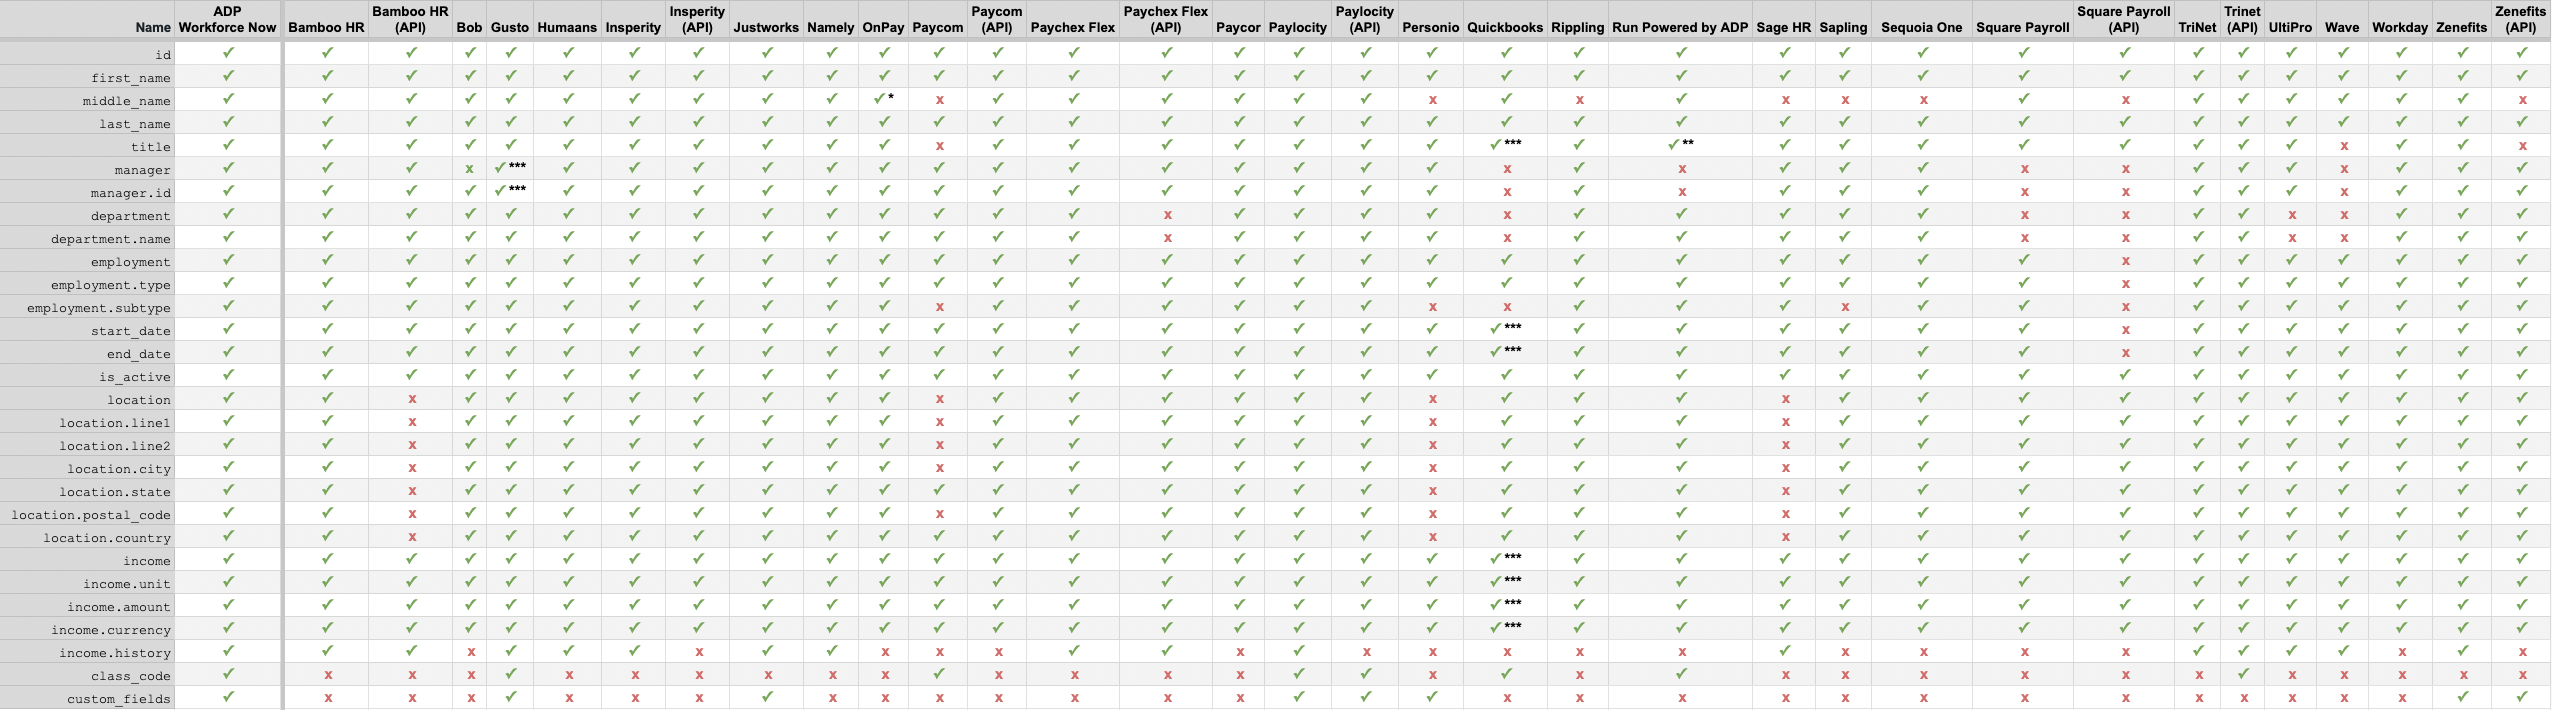 ADP Bamboo HR Insperity Paycom Paychex Flex Paylocity Square Payroll Trinet Zenefits
Name Workforce Now Bamboo HR (API) Bob Gusto Humaans Insperity (API) Justworks Namely OnPay Paycom (API) Paychex Flex (API) Paycor Paylocity (API) Personio Quickbooks Rippling Run Powered by ADP Sage HR Sapling Sequoia One Square Payroll (API) TriNet (API) UltiPro Wave Workday Zenefits (API)
id ✓ ✓ ✓ ✓ ✓ ✓ ✓ ✓ ✓ ✓ ✓ ✓ ✓ ✓ ✓ ✓ ✓ ✓ ✓ ✓ ✓ ✓ ✓ ✓ ✓ ✓ ✓ ✓ ✓ ✓ ✓ ✓ ✓ ✓
first_name ✓ ✓ ✓ ✓ ✓ ✓ ✓ ✓ ✓ ✓ ✓ ✓ ✓ ✓ ✓ ✓ ✓ ✓ ✓ ✓ ✓ ✓ ✓ ✓ ✓ ✓ ✓ ✓ ✓ ✓ ✓ ✓ ✓ ✓
middle_name ✓ ✓ ✓ ✓ ✓ ✓ ✓ ✓ ✓ ✓ ✓* x ✓ ✓ ✓ ✓ ✓ ✓ x ✓ x ✓ x x x ✓ x ✓ ✓ ✓ ✓ ✓ ✓ x
last_name ✓ ✓ ✓ ✓ ✓ ✓ ✓ ✓ ✓ ✓ ✓ ✓ ✓ ✓ ✓ ✓ ✓ ✓ ✓ ✓ ✓ ✓ ✓ ✓ ✓ ✓ ✓ ✓ ✓ ✓ ✓ ✓ ✓ ✓
title ✓ ✓ ✓ ✓ ✓ ✓ ✓ ✓ ✓ ✓ ✓ x ✓ ✓ ✓ ✓ ✓ ✓ ✓ ✓*** ✓ ✓** ✓ ✓ ✓ ✓ ✓ ✓ ✓ ✓ x ✓ ✓ x
manager ✓ ✓ ✓ x ✓*** ✓ ✓ ✓ ✓ ✓ ✓ ✓ ✓ ✓ ✓ ✓ ✓ ✓ ✓ x ✓ x ✓ ✓ ✓ x x ✓ ✓ ✓ x ✓ ✓ ✓
manager.id ✓ ✓ ✓ ✓ ✓*** ✓ ✓ ✓ ✓ ✓ ✓ ✓ ✓ ✓ ✓ ✓ ✓ ✓ ✓ x ✓ x ✓ ✓ ✓ x x ✓ ✓ ✓ x ✓ ✓ ✓
department ✓ ✓ ✓ ✓ ✓ ✓ ✓ ✓ ✓ ✓ ✓ ✓ ✓ ✓ x ✓ ✓ ✓ ✓ x ✓ ✓ ✓ ✓ ✓ x x ✓ ✓ x x ✓ ✓ ✓
department.name ✓ ✓ ✓ ✓ ✓ ✓ ✓ ✓ ✓ ✓ ✓ ✓ ✓ ✓ x ✓ ✓ ✓ ✓ x ✓ ✓ ✓ ✓ ✓ x x ✓ ✓ x x ✓ ✓ ✓
employment ✓ ✓ ✓ ✓ ✓ ✓ ✓ ✓ ✓ ✓ ✓ ✓ ✓ ✓ ✓ ✓ ✓ ✓ ✓ ✓ ✓ ✓ ✓ ✓ ✓ ✓ x ✓ ✓ ✓ ✓ ✓ ✓ ✓
employment.type ✓ ✓ ✓ ✓ ✓ ✓ ✓ ✓ ✓ ✓ ✓ ✓ ✓ ✓ ✓ ✓ ✓ ✓ ✓ ✓ ✓ ✓ ✓ ✓ ✓ ✓ x ✓ ✓ ✓ ✓ ✓ ✓ ✓
employment.subtype ✓ ✓ ✓ ✓ ✓ ✓ ✓ ✓ ✓ ✓ ✓ x ✓ ✓ ✓ ✓ ✓ ✓ x x ✓ ✓ ✓ x ✓ ✓ x ✓ ✓ ✓ ✓ ✓ ✓ ✓
start_date ✓ ✓ ✓ ✓ ✓ ✓ ✓ ✓ ✓ ✓ ✓ ✓ ✓ ✓ ✓ ✓ ✓ ✓ ✓ ✓*** ✓ ✓ ✓ ✓ ✓ ✓ x ✓ ✓ ✓ ✓ ✓ ✓ ✓
end_date ✓ ✓ ✓ ✓ ✓ ✓ ✓ ✓ ✓ ✓ ✓ ✓ ✓ ✓ ✓ ✓ ✓ ✓ ✓ ✓*** ✓ ✓ ✓ ✓ ✓ ✓ x ✓ ✓ ✓ ✓ ✓ ✓ ✓
is_active ✓ ✓ ✓ ✓ ✓ ✓ ✓ ✓ ✓ ✓ ✓ ✓ ✓ ✓ ✓ ✓ ✓ ✓ ✓ ✓ ✓ ✓ ✓ ✓ ✓ ✓ ✓ ✓ ✓ ✓ ✓ ✓ ✓ ✓
location ✓ ✓ x ✓ ✓ ✓ ✓ ✓ ✓ ✓ ✓ x ✓ ✓ ✓ ✓ ✓ ✓ x ✓ ✓ ✓ x ✓ ✓ ✓ ✓ ✓ ✓ ✓ ✓ ✓ ✓ ✓
location.line1 ✓ ✓ x ✓ ✓ ✓ ✓ ✓ ✓ ✓ ✓ x ✓ ✓ ✓ ✓ ✓ ✓ x ✓ ✓ ✓ x ✓ ✓ ✓ ✓ ✓ ✓ ✓ ✓ ✓ ✓ ✓
location.line2 ✓ ✓ x ✓ ✓ ✓ ✓ ✓ ✓ ✓ ✓ x ✓ ✓ ✓ ✓ ✓ ✓ x ✓ ✓ ✓ x ✓ ✓ ✓ ✓ ✓ ✓ ✓ ✓ ✓ ✓ ✓
location.city ✓ ✓ x ✓ ✓ ✓ ✓ ✓ ✓ ✓ ✓ x ✓ ✓ ✓ ✓ ✓ ✓ x ✓ ✓ ✓ x ✓ ✓ ✓ ✓ ✓ ✓ ✓ ✓ ✓ ✓ ✓
location.state ✓ ✓ x ✓ ✓ ✓ ✓ ✓ ✓ ✓ ✓ ✓ ✓ ✓ ✓ ✓ ✓ ✓ x ✓ ✓ ✓ x ✓ ✓ ✓ ✓ ✓ ✓ ✓ ✓ ✓ ✓ ✓
location.postal_code ✓ ✓ x ✓ ✓ ✓ ✓ ✓ ✓ ✓ ✓ x ✓ ✓ ✓ ✓ ✓ ✓ x ✓ ✓ ✓ x ✓ ✓ ✓ ✓ ✓ ✓ ✓ ✓ ✓ ✓ ✓
location.country ✓ ✓ x ✓ ✓ ✓ ✓ ✓ ✓ ✓ ✓ ✓ ✓ ✓ ✓ ✓ ✓ ✓ x ✓ ✓ ✓ x ✓ ✓ ✓ ✓ ✓ ✓ ✓ ✓ ✓ ✓ ✓
income ✓ ✓ ✓ ✓ ✓ ✓ ✓ ✓ ✓ ✓ ✓ ✓ ✓ ✓ ✓ ✓ ✓ ✓ ✓ ✓*** ✓ ✓ ✓ ✓ ✓ ✓ ✓ ✓ ✓ ✓ ✓ ✓ ✓ ✓
income.unit ✓ ✓ ✓ ✓ ✓ ✓ ✓ ✓ ✓ ✓ ✓ ✓ ✓ ✓ ✓ ✓ ✓ ✓ ✓ ✓*** ✓ ✓ ✓ ✓ ✓ ✓ ✓ ✓ ✓ ✓ ✓ ✓ ✓ ✓
income.amount ✓ ✓ ✓ ✓ ✓ ✓ ✓ ✓ ✓ ✓ ✓ ✓ ✓ ✓ ✓ ✓ ✓ ✓ ✓ ✓*** ✓ ✓ ✓ ✓ ✓ ✓ ✓ ✓ ✓ ✓ ✓ ✓ ✓ ✓
income.currency ✓ ✓ ✓ ✓ ✓ ✓ ✓ ✓ ✓ ✓ ✓ ✓ ✓ ✓ ✓ ✓ ✓ ✓ ✓ ✓*** ✓ ✓ ✓ ✓ ✓ ✓ ✓ ✓ ✓ ✓ ✓ ✓ ✓ ✓
income.history ✓ ✓ ✓ x ✓ ✓ ✓ x ✓ ✓ x x x ✓ ✓ x ✓ x x x x x ✓ x x x x ✓ ✓ ✓ ✓ x ✓ x
class_code ✓ x x x ✓ x x x x x x ✓ x x x x ✓ ✓ x ✓ x ✓ x x x x x x ✓ x x x x x
custom_fields ✓ x x x ✓ x x x ✓ x x x x x x x ✓ ✓ ✓ x x x x x x x x x x x x x ✓ ✓